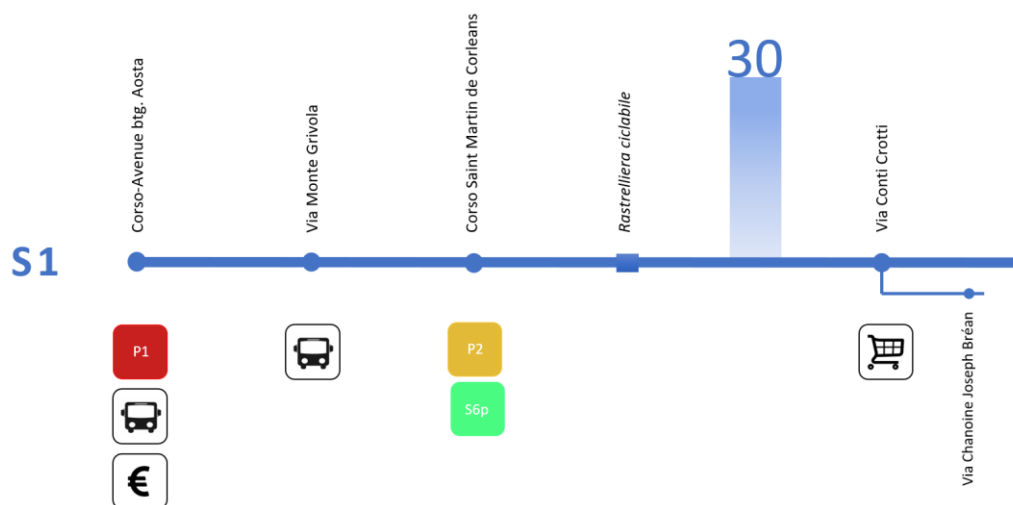 Corso-Avenue btg. Aosta
Via Monte Grivola
Corso Saint Martin de Corleans
Rastrelliera ciclabile
30
Via Conti Crotti
S1
P1
P2
S6p
€
Via Chanoine Joseph Bréan